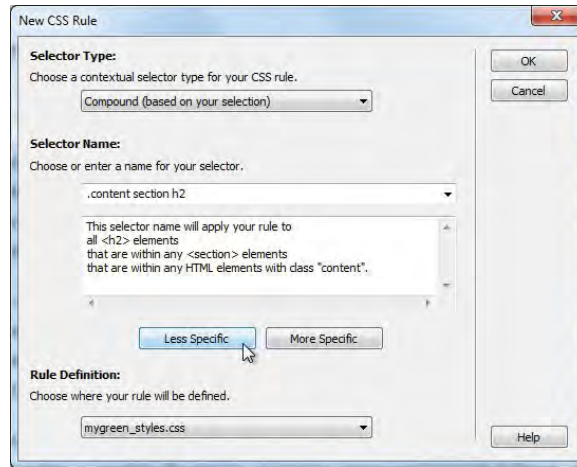 New CSS Rule
Selector Type:
Choose a contextual selector type for your CSS rule.
Compound (based on your selection)
OK
Cancel
Selector Name:
Choose or enter a name for your selector.
.content section h2
This selector name will apply your rule to
all <h2> elements
that are within any <section> elements
that are within any HTML elements with class "content".
Less Specific
More Specific
Rule Definition:
Choose where your rule will be defined.
mygreen_styles.css
Help